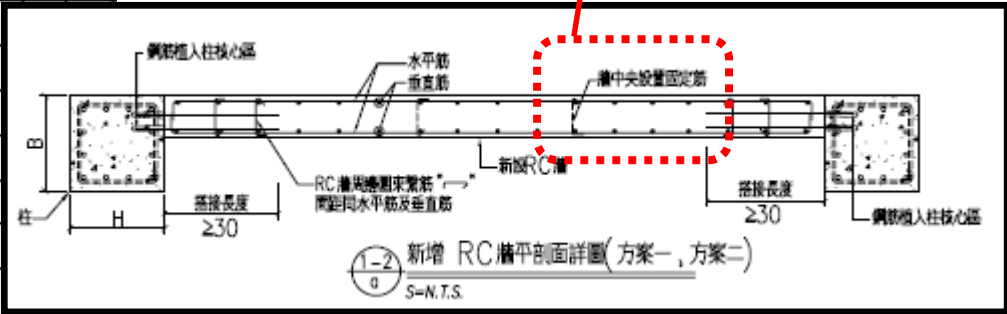 鋼筋植入柱核心區
水平筋
垂直筋
牆中央設置固定筋
B
新設RC牆
RC牆周邊圍束繫筋"
間距同水平筋及垂直筋
柱
H
搭接長度
≥30
搭接長度
≥30
鋼筋植入柱核心區
1-2
a
新增 RC牆平剖面詳圖(方案一,方案二)
S=N.T.S.